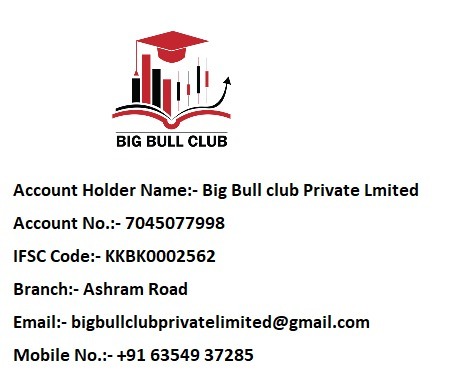 BIG BULL CLUB
Account Holder Name:- Big Bull club Private Lmited
Account No.:- 7045077998
IFSC Code:- KKBK0002562
Branch:- Ashram Road
Email:- bigbullclubprivatelimited@gmail.com
Mobile No.:- +91 63549 37285